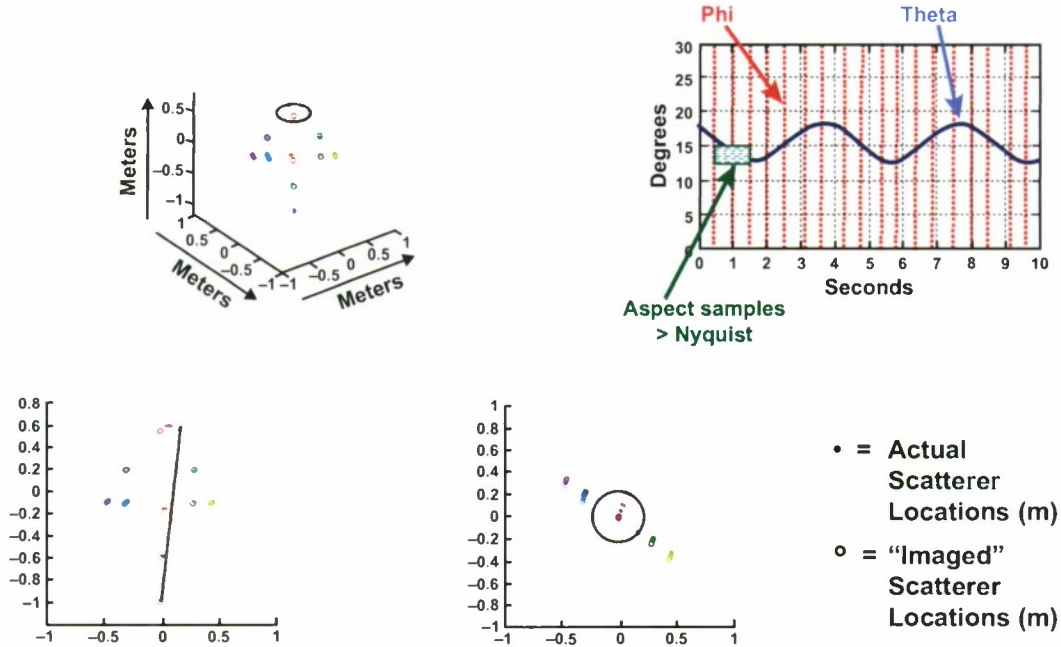 Phi
Theta
30
25
20
15
10
5
0
Degrees
0 1 2 3 4 5 6 7 8 9 10
Seconds
Aspect samples
> Nyquist
0.5
0
−0.5
−1
Meters
1
0.5
0
−0.5
−1
Meters
−1
−0.5
0
0.5
1
Meters
0.8
0.6
0.4
0.2
0
−0.2
−0.4
−0.6
−0.8
−1
−1 −0.5 0 0.5 1
1
0.8
0.6
0.4
0.2
0
−0.2
−0.4
−0.6
−0.8
−1
−1 −0.5 0 0.5 1
• = Actual
Scatterer
Locations (m)
o = “Imaged”
Scatterer
Locations (m)